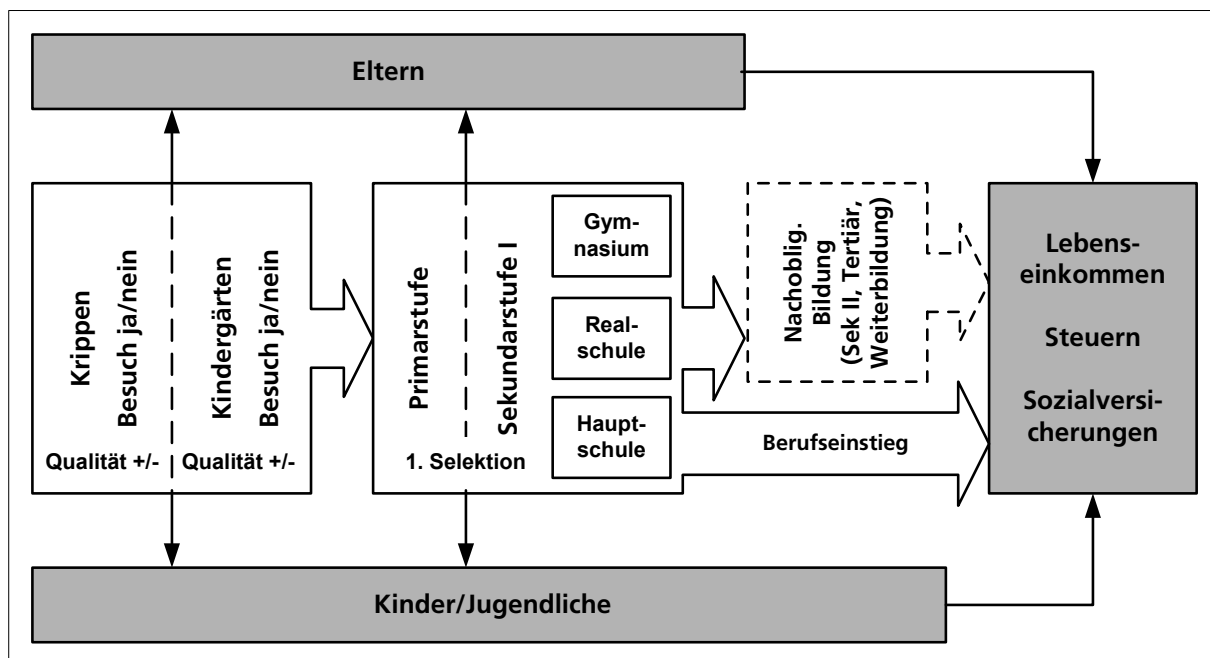 Eltern
Krippen
Besuch ja/nein
Kindergärten
Besuch ja/nein
Qualität +/-
Qualität +/-
Primarstufe
Sekundarstufe I
1. Selektion
Gym-
nasium
Real-
schule
Haupt-
schule
Nachoblig.
Bildung
(Sek II, Tertiär,
Weiterbildung)
Berufseinstieg
Lebens-
einkommen
Steuern
Sozialversi-
cherungen
Kinder/Jugendliche